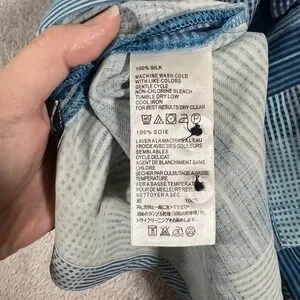 100% SILK
MACHINE WASH COLD
WITH LIKE COLORS
GENTLE CYCLE
NON-CHLORINE BLEACH
TUMBLE DRY LOW
COOL IRON
FOR BEST RESULTS DRY CLEAN
100% SOIE
LAVER A LA MACHINE A L'EAU
FROIDE AVEC DES COULEURS
SEMBLABLES
CYCLE DELICAT
AGENT DE BLANCHIMENT SANS
SECHER PAR CULBUTAGE A BASSE
TEMPERATURE
FER A BASSE TEMPERATURE
POUR DE MEILLEURS
NETTOYER A SEC
100